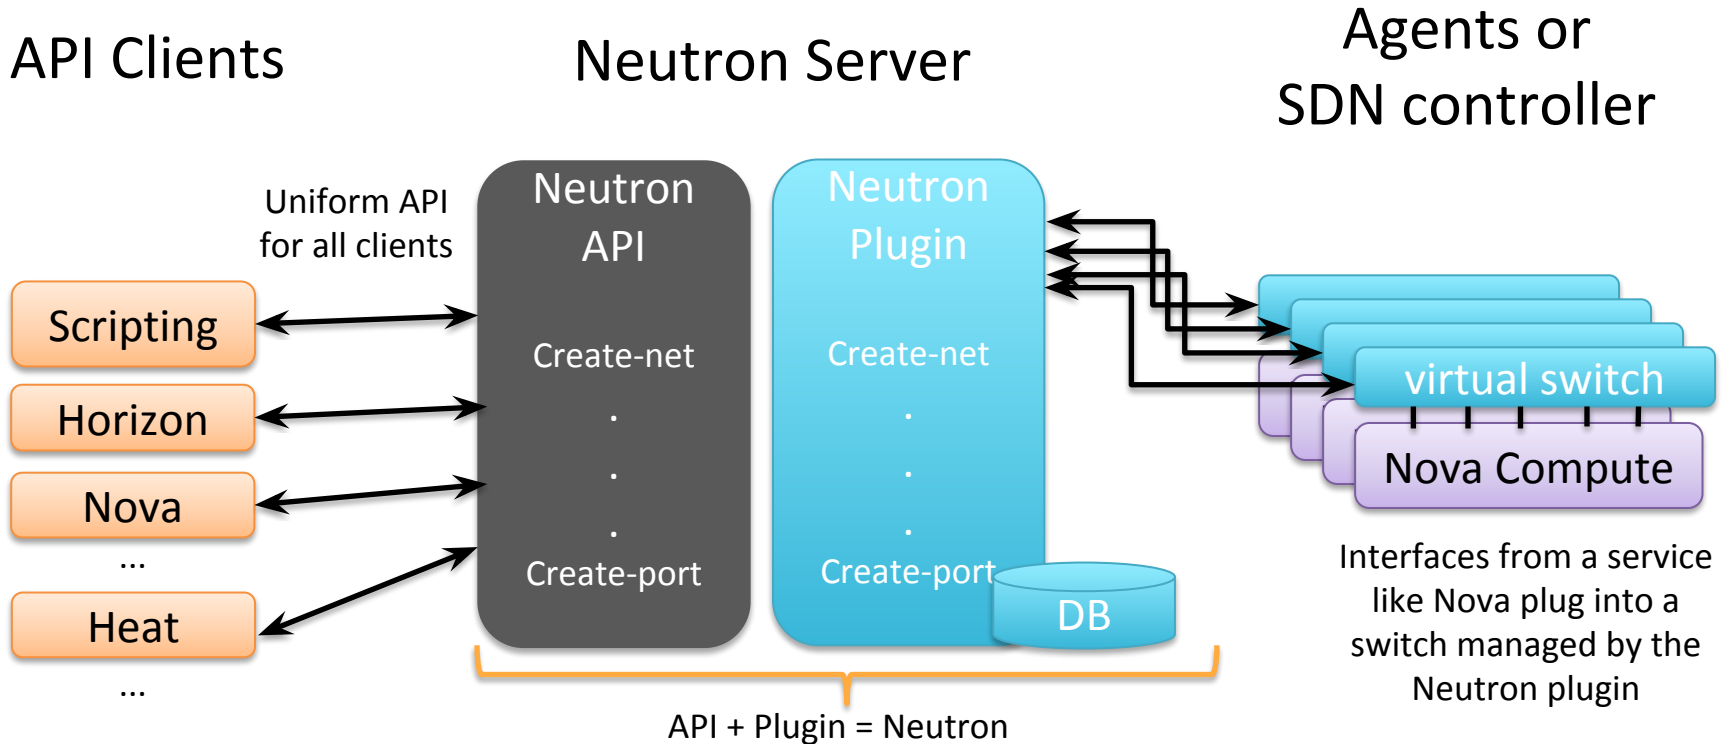 API Clients
Neutron Server
Agents or
SDN controller
Uniform API
for all clients
Scripting
Horizon
Nova
...
Heat
...
Neutron
API
Create-net
.
.
.
Create-port
Neutron
Plugin
Create-net
.
.
.
Create-port
DB
API + Plugin = Neutron
virtual switch
Nova Compute
Interfaces from a service
like Nova plug into a
switch managed by the
Neutron plugin